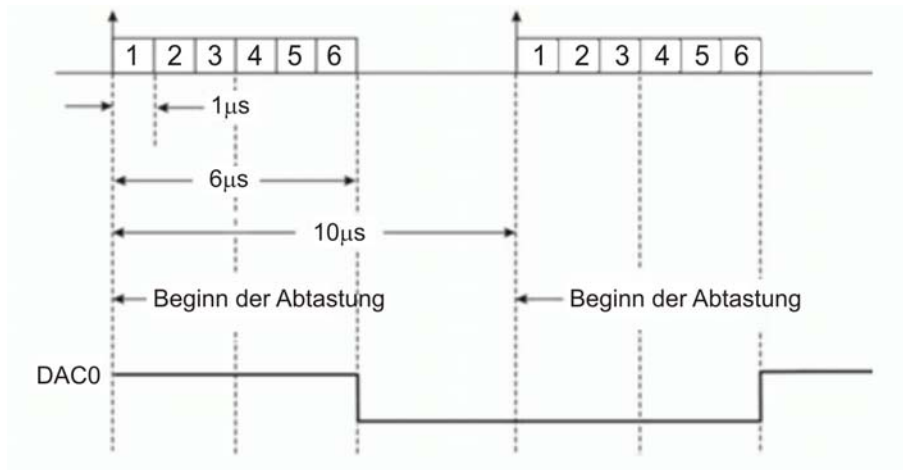 1 2 3 4 5 6 1 2 3 4 5 6
1µs
6µs
10µs
Beginn der Abtastung Beginn der Abtastung
DAC0